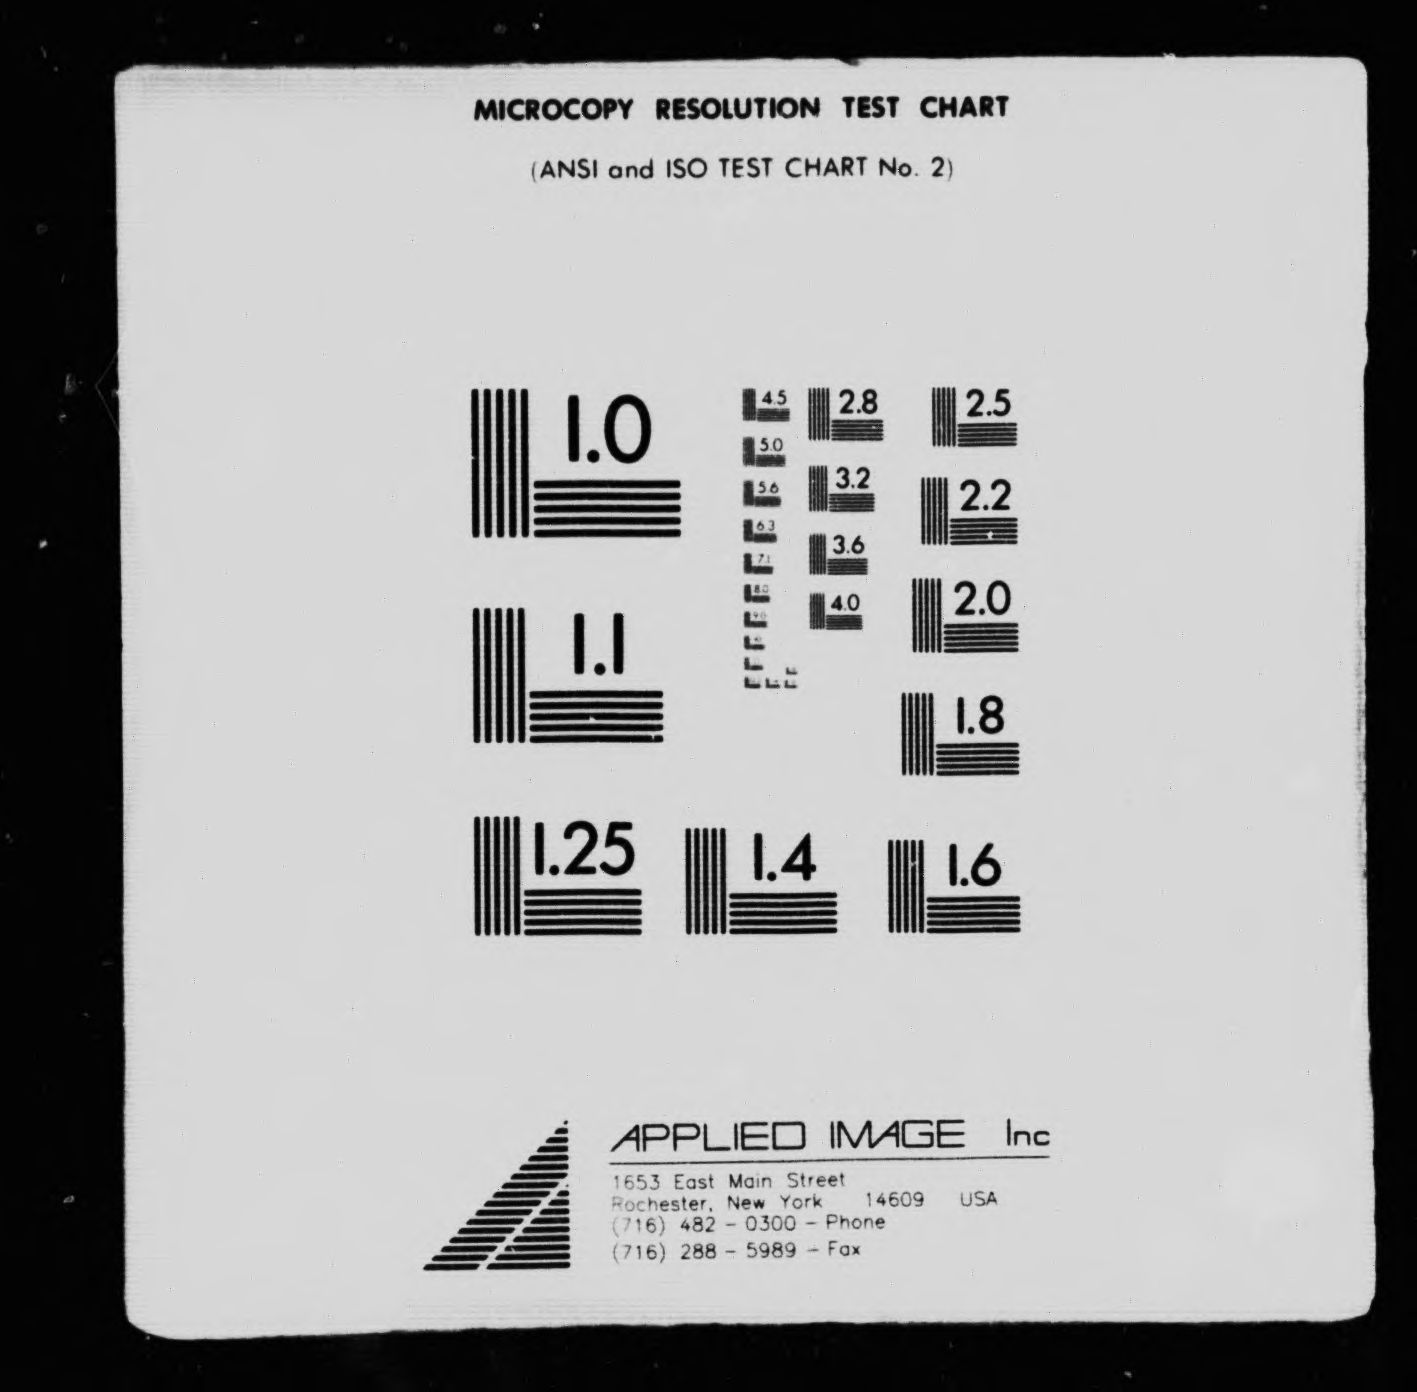 MICROCOPY RESOLUTION TEST CHART
(ANSI and ISO TEST CHART No. 2)
1.0
1.1
1.25
1.4
1.6
1.8
2.0
2.2
2.5
2.8
3.2
3.6
4.0
4.5
5.0
5.6
6.3
7.1
8.0
9.0
APPLIED IMAGE Inc
1653 East Main Street
Rochester, New York 14609 USA
(716) 482 - 0300 - Phone
(716) 288 - 5989 - Fax